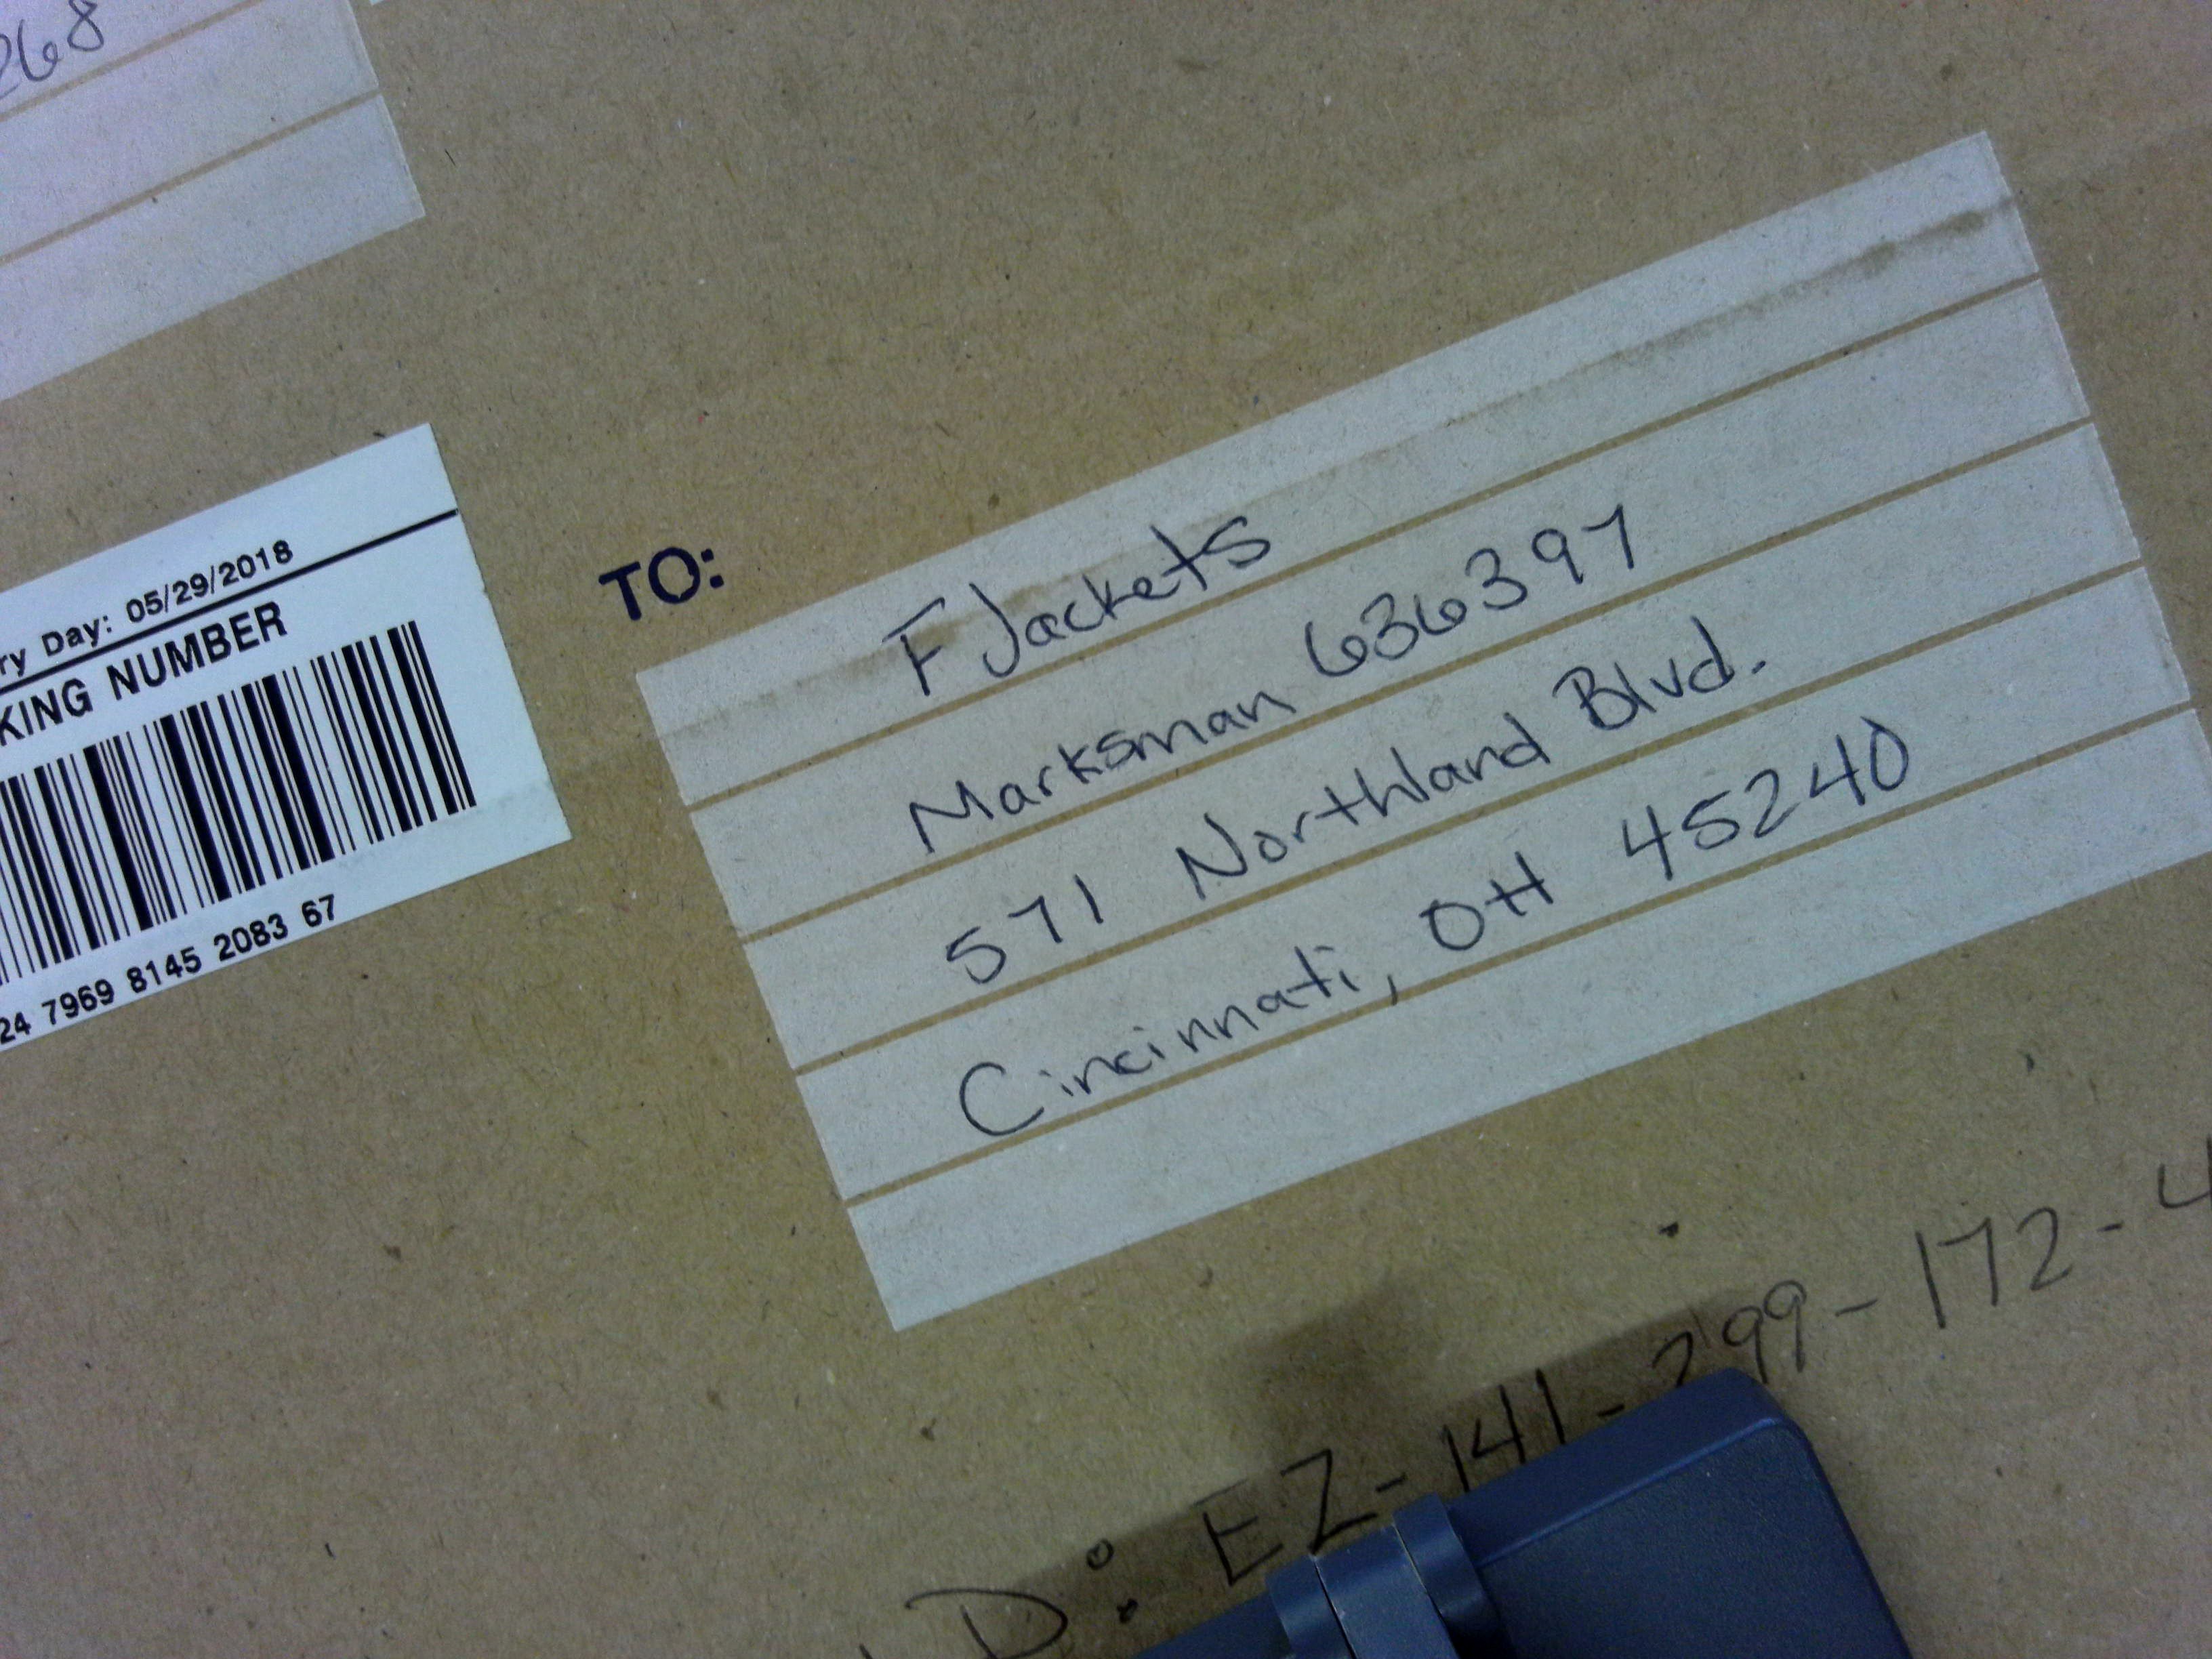 268
ry Day: 05/29/2018
KING NUMBER
24 7969 8145 2083 67
TO:
F Jackets
Marksman 636397
571 Northland Blvd.
Cincinnati, OH 45240
D: EZ-141-299-172-4